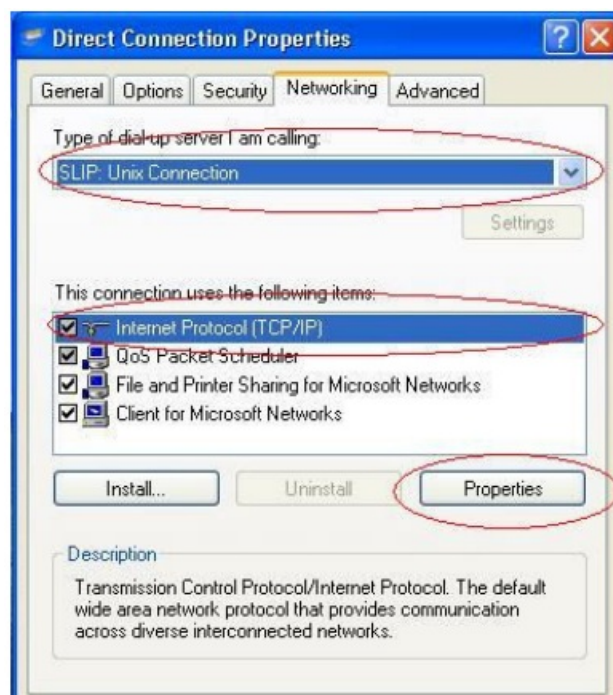 Direct Connection Properties
General Options Security Networking Advanced
Type of dial-up server I am calling:
SLIP: Unix Connection
Settings
This connection uses the following items:
Internet Protocol (TCP/IP)
QoS Packet Scheduler
File and Printer Sharing for Microsoft Networks
Client for Microsoft Networks
Install... Uninstall Properties
Description
Transmission Control Protocol/Internet Protocol. The default
wide area network protocol that provides communication
across diverse interconnected networks.